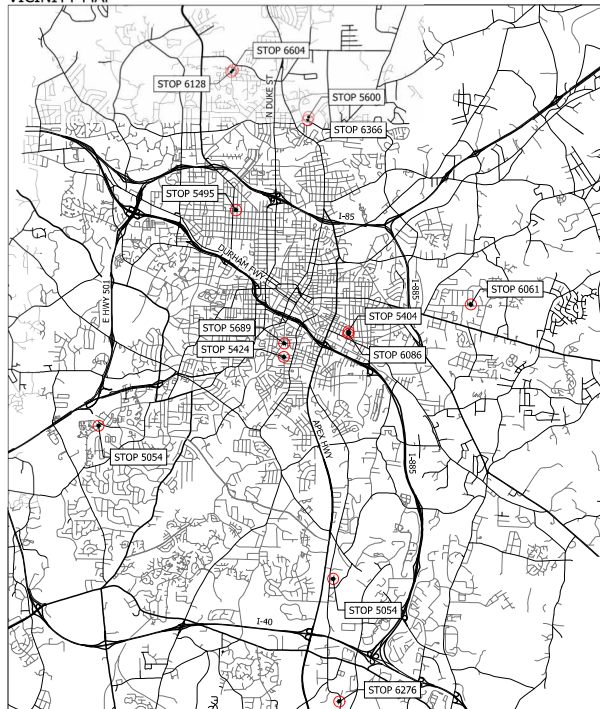 STOP 6604
STOP 6128
N DUKE ST
STOP 5600
STOP 6366
STOP 5495
I-85
DURHAM FWY
I-885
STOP 6061
E HWY 501
STOP 5404
STOP 5689
STOP 5424
STOP 6086
APEX HWY
STOP 5054
I-885
STOP 5054
I-40
STOP 6276